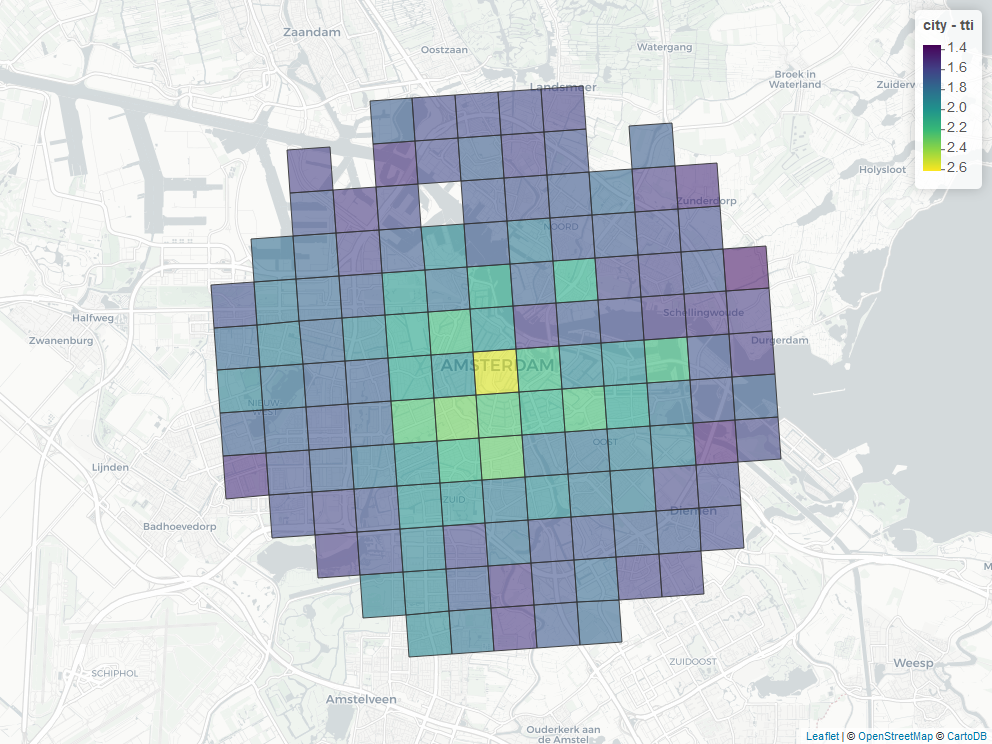 Zaandam
Oostzaan
Watergang
Broek in
Waterland
Zuiderw
Landsmeer
Holysloot
Zunderdorp
NOORD
Halfweg
Zwanenburg
Schellingwoude
Durgerdam
AMSTERDAM
NIEUW-
WEST
OOST
Lijnden
ZUID
Badhoevedorp
Diemen
M
SCHIPHOL
ZUIDOOST
Weesp
Amstelveen
Ouderkerk aan
de Amstel
city - tti
1.4
1.6
1.8
2.0
2.2
2.4
2.6
Leaflet | © OpenStreetMap © CartoDB